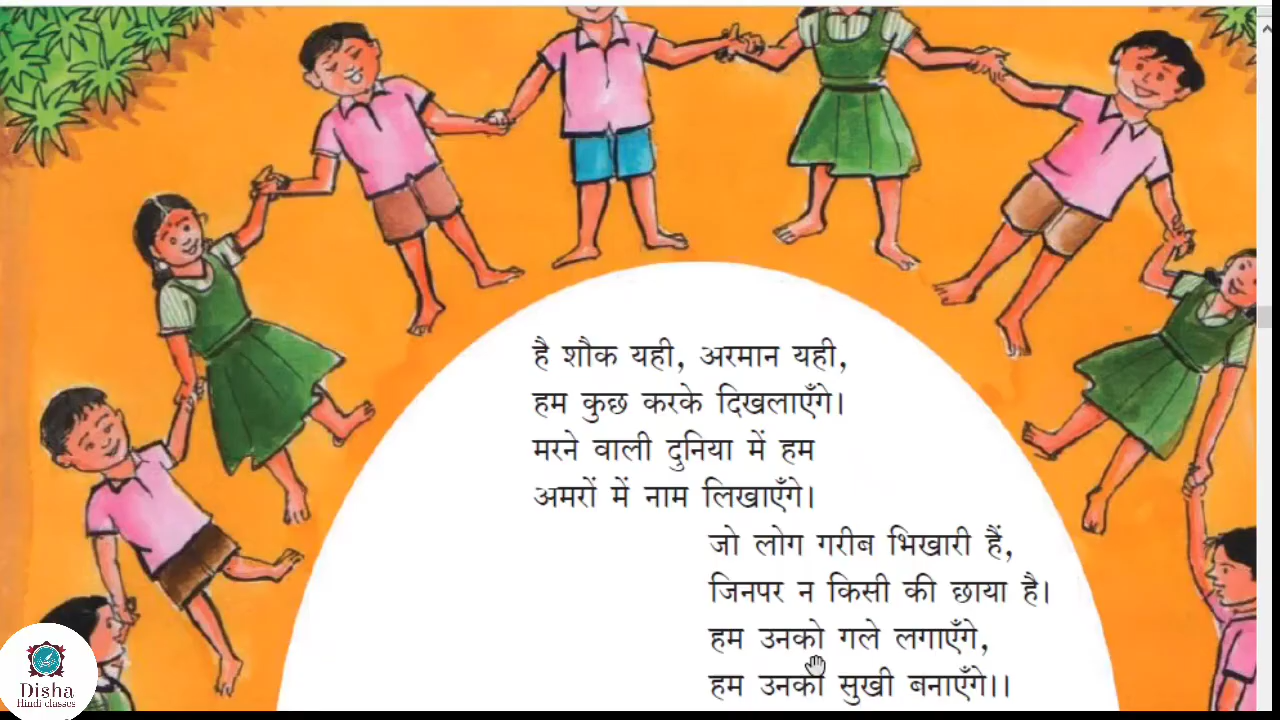 है शौक यही, अरमान यही,
हम कुछ करके दिखलाएँगे।
मरने वाली दुनिया में हम
अमरों में नाम लिखाएँगे।
जो लोग गरीब भिखारी हैं,
जिनपर न किसी की छाया है।
हम उनको गले लगाएँगे,
हम उनको सुखी बनाएँगे।।
Disha
Hindi classes